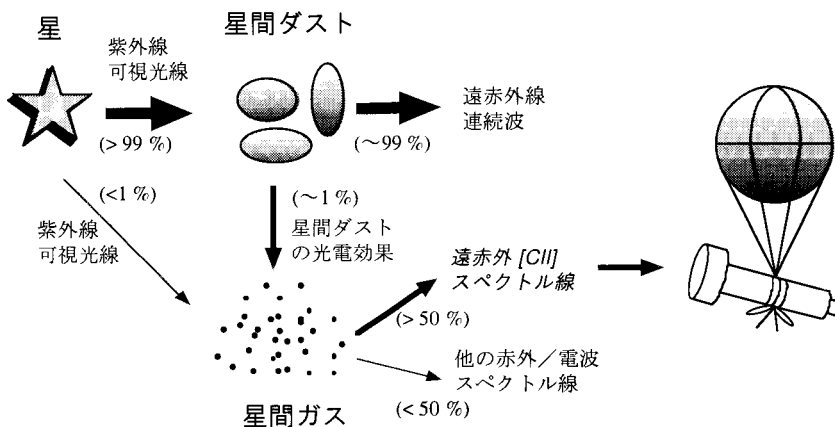 星
紫外線
可視光線
(> 99 %)
星間ダスト
(～99 %)
遠赤外線
連続波
(<1 %)
紫外線
可視光線
(～1 %)
星間ダスト
の光電効果
遠赤外 [CII]
スペクトル線
(> 50 %)
他の赤外／電波
スペクトル線
(< 50 %)
星間ガス